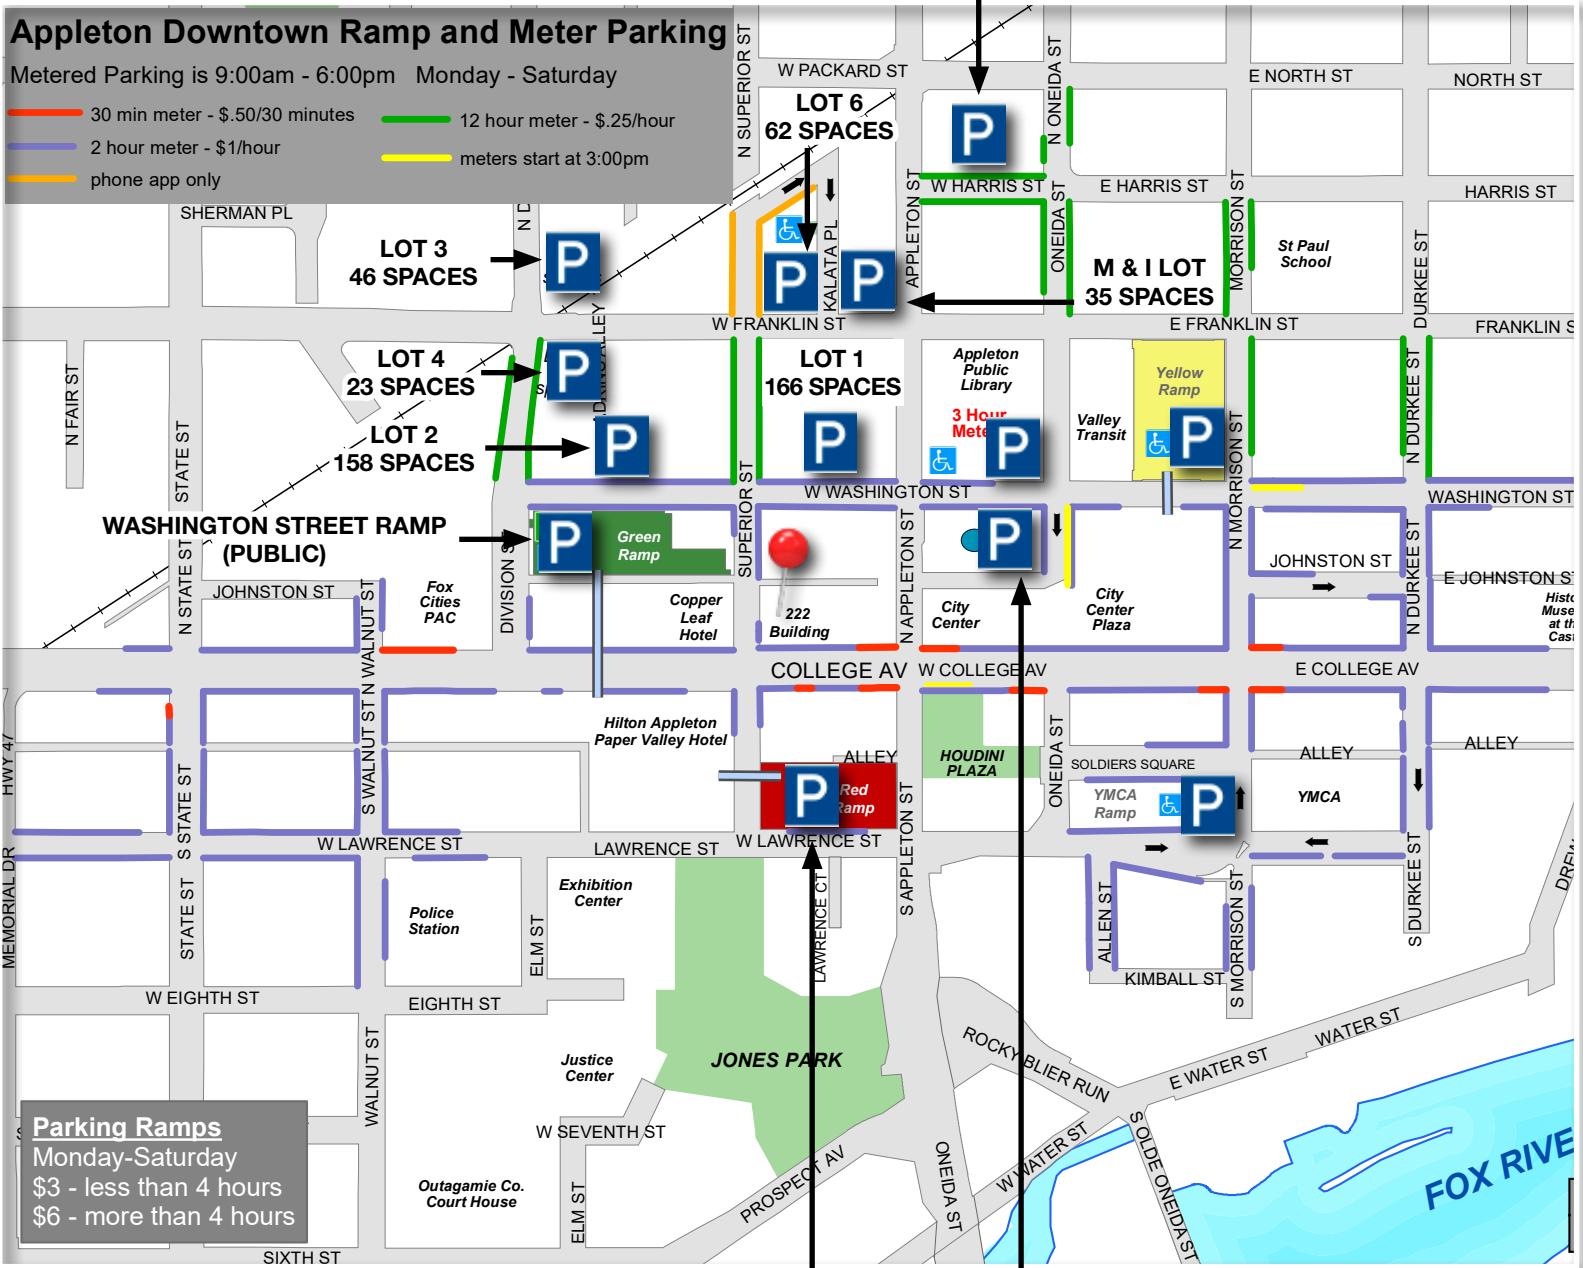 Appleton Downtown Ramp and Meter Parking
Metered Parking is 9:00am - 6:00pm Monday - Saturday
30 min meter - $.50/30 minutes
12 hour meter - $.25/hour
2 hour meter - $1/hour
meters start at 3:00pm
phone app only
N SUPERIOR ST
W PACKARD ST
N ONEIDA ST
E NORTH ST
NORTH ST
LOT 6
62 SPACES
P
W HARRIS ST
E HARRIS ST
HARRIS ST
SHERMAN PL
N D
APPLETON ST
ONEIDA ST
MORRISON ST
KALATA PL
LOT 3
46 SPACES
P
P
P
M & I LOT
35 SPACES
St Paul
School
DURKEE ST
W FRANKLIN ST
E FRANKLIN ST
FRANKLIN S
N FAIR ST
STATE ST
LOT 4
23 SPACES
P
LOT 1
166 SPACES
P
Appleton
Public
Library
3 Hour
P
Valley
Transit
Yellow
Ramp
P
N MORRISON ST
N DURKEE ST
LOT 2
158 SPACES
P
SUPERIOR ST
W WASHINGTON ST
WASHINGTON ST
WASHINGTON STREET RAMP
(PUBLIC)
P
Green
Ramp
P
N STATE ST
DIVISION S
N APPLETON ST
JOHNSTON ST
N WALNUT ST
Fox
Cities
PAC
Copper
Leaf
Hotel
222
Building
City
Center
City
Center
Plaza
JOHNSTON ST
N DURKEE ST
E JOHNSTON ST
Histo
Muse
at th
Cast
COLLEGE AV
W COLLEGE AV
E COLLEGE AV
HWY 47
S WALNUT ST
Hilton Appleton
Paper Valley Hotel
ALLEY
HOUDINI
PLAZA
ONEIDA ST
SOLDIERS SQUARE
ALLEY
ALLEY
S STATE ST
P
Red
Ramp
S APPLETON ST
YMCA
Ramp
P
YMCA
W LAWRENCE ST
LAWRENCE ST
W LAWRENCE ST
MEMORIAL DR
STATE ST
Police
Station
ELM ST
Exhibition
Center
LAWRENCE CT
ALLEN ST
S MORRISON ST
S DURKEE ST
DREW
KIMBALL ST
W EIGHTH ST
EIGHTH ST
WALNUT ST
Justice
Center
JONES PARK
ROCKY BLIER RUN
E WATER ST
WATER ST
Parking Ramps
Monday-Saturday
$3 - less than 4 hours
$6 - more than 4 hours
W SEVENTH ST
Outagamie Co.
Court House
ELM ST
PROSPECT AV
ONEIDA ST
W WATER ST
S OLDE ONEIDA ST
FOX RIVE
SIXTH ST